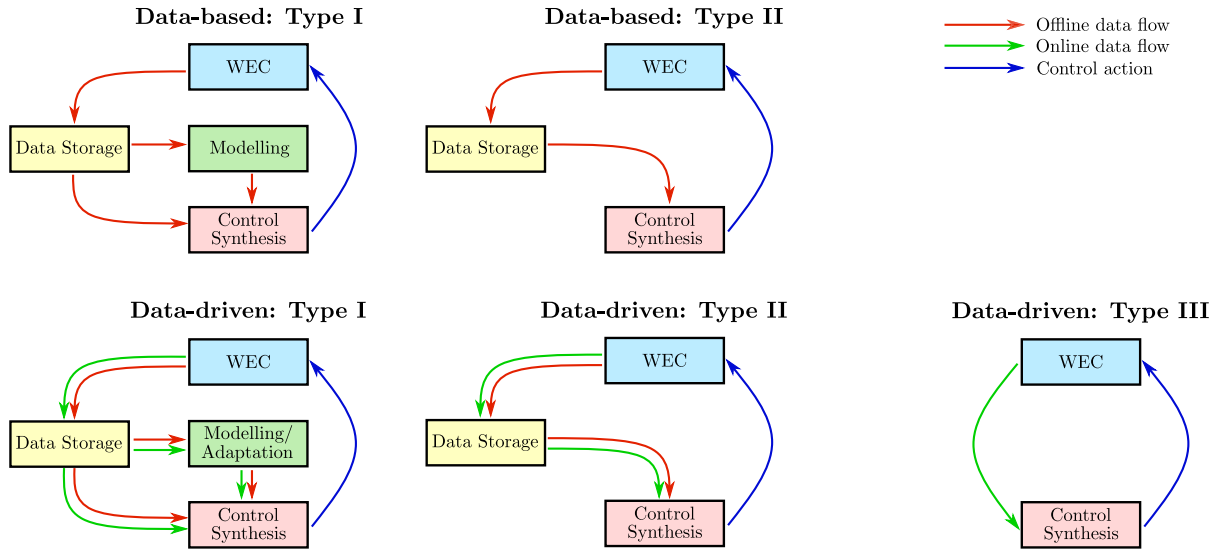 Data-based: Type I
WEC
Data Storage
Modelling
Control
Synthesis
Data-based: Type II
WEC
Data Storage
Control
Synthesis
Offline data flow
Online data flow
Control action
Data-driven: Type I
WEC
Data Storage
Modelling/
Adaptation
Control
Synthesis
Data-driven: Type II
WEC
Data Storage
Control
Synthesis
Data-driven: Type III
WEC
Control
Synthesis